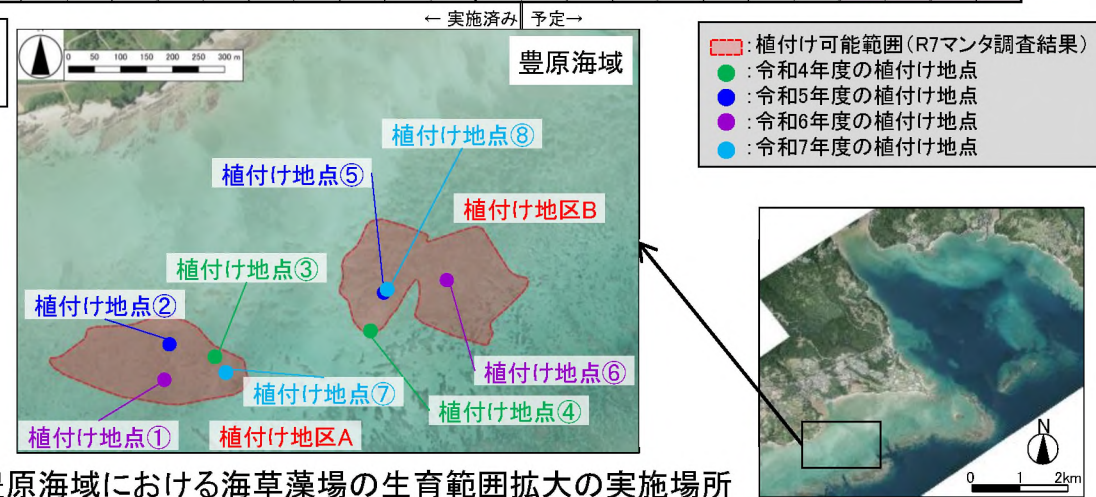 ← 実施済み 予定→
0 50 100 150 200 250 300 m
豊原海域
:植付け可能範囲(R7マンタ調査結果)
:令和4年度の植付け地点
:令和5年度の植付け地点
:令和6年度の植付け地点
:令和7年度の植付け地点
植付け地点⑧
植付け地点⑤
植付け地区B
植付け地点③
植付け地点②
植付け地点⑥
植付け地点⑦
植付け地点④
植付け地点①
植付け地区A
N
0 1 2km
豊原海域における海草藻場の生育範囲拡大の実施場所